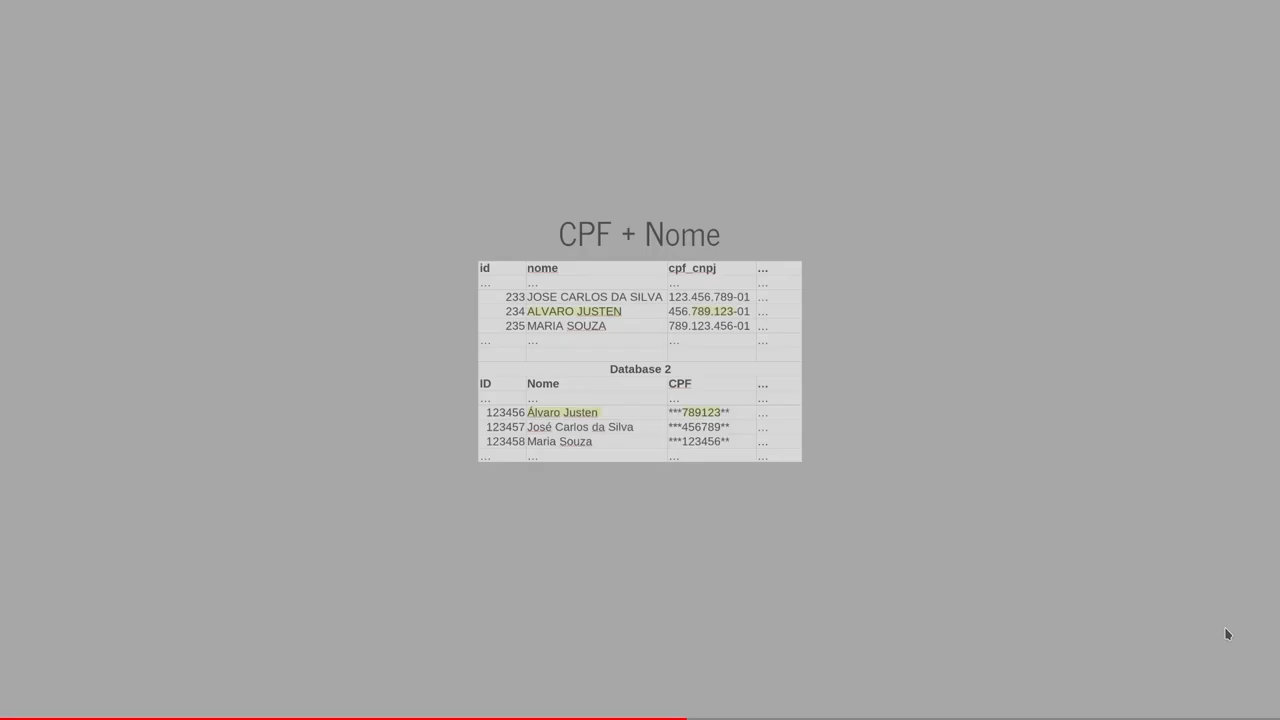 CPF + Nome
id nome cpf_cnpj ...
... ... ... ...
233 JOSE CARLOS DA SILVA 123.456.789-01 ...
234 ALVARO JUSTEN 456.789.123-01 ...
235 MARIA SOUZA 789.123.456-01 ...
... ... ... ...
Database 2
ID Nome CPF ...
... ... ... ...
123456 Álvaro Justen ***789123** ...
123457 José Carlos da Silva ***456789** ...
123458 Maria Souza ***123456** ...
... ... ... ...